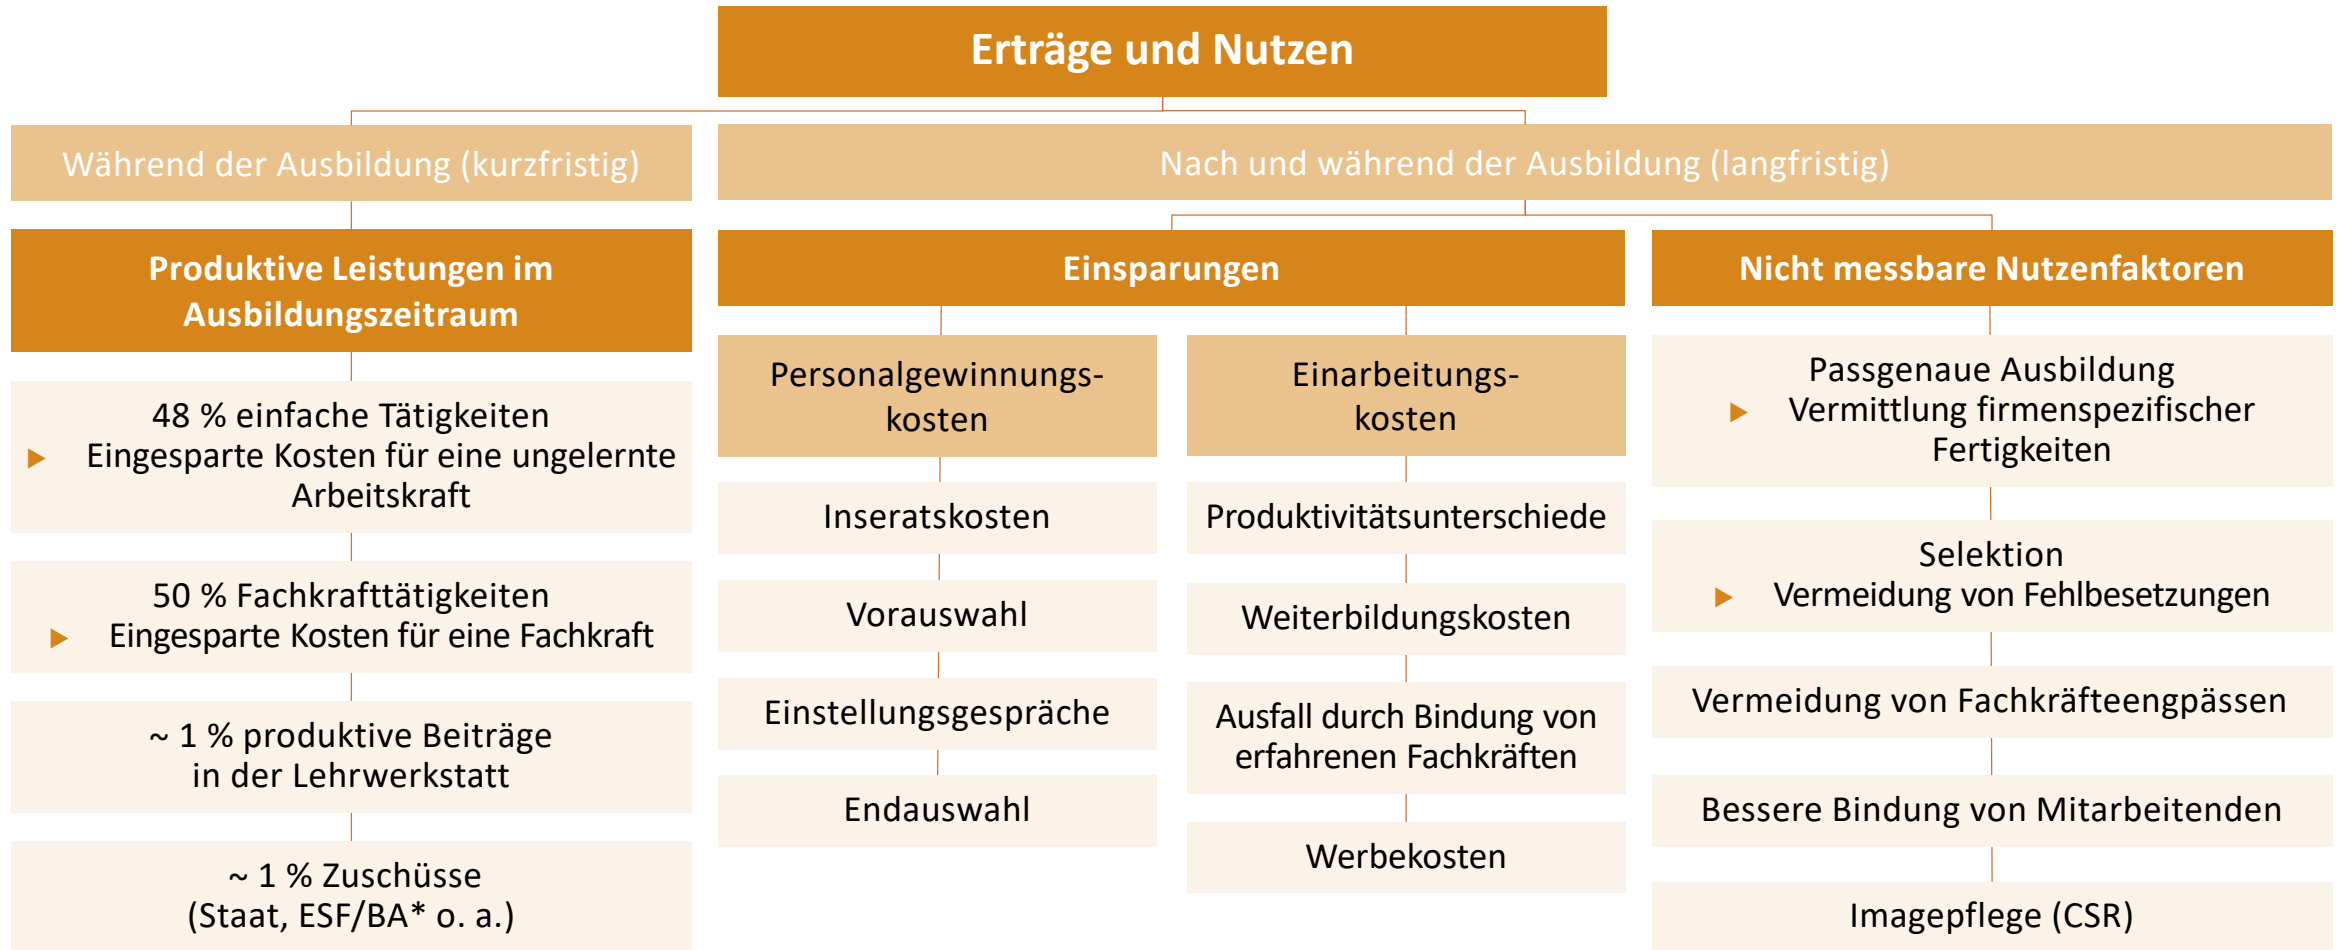 Erträge und Nutzen
Während der Ausbildung (kurzfristig)
Nach und während der Ausbildung (langfristig)
Produktive Leistungen im
Ausbildungszeitraum
48 % einfache Tätigkeiten
Eingesparte Kosten für eine ungelernte
Arbeitskraft
50 % Fachkrafttätigkeiten
Eingesparte Kosten für eine Fachkraft
~ 1 % produktive Beiträge
in der Lehrwerkstatt
~ 1 % Zuschüsse
(Staat, ESF/BA* o. a.)
Einsparungen
Personalgewinnungs-
kosten
Inseratskosten
Vorauswahl
Einstellungsgespräche
Endauswahl
Einarbeitungs-
kosten
Produktivitätsunterschiede
Weiterbildungskosten
Ausfall durch Bindung von
erfahrenen Fachkräften
Werbekosten
Nicht messbare Nutzenfaktoren
Passgenaue Ausbildung
Vermittlung firmenspezifischer
Fertigkeiten
Selektion
Vermeidung von Fehlbesetzungen
Vermeidung von Fachkräfteengpässen
Bessere Bindung von Mitarbeitenden
Imagepflege (CSR)